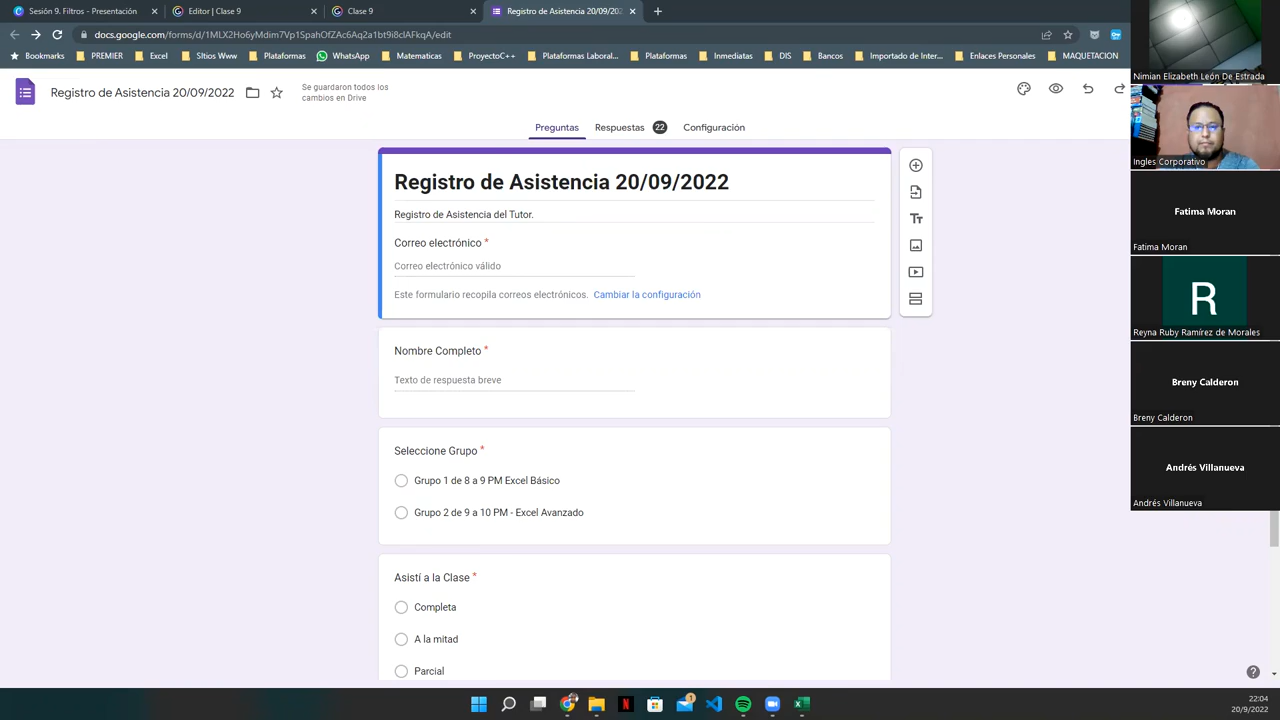 Sesión 9. Filtros - Presentación
Editor | Clase 9
Clase 9
Registro de Asistencia 20/09/202
docs.google.com/forms/d/1MLX2Ho6yMdim7Vp1SpahOfZAc6Aq2a1bt9i8clAFkqA/edit
Bookmarks
PREMIER
Excel
Sitios Www
Plataformas
WhatsApp
Matematicas
ProyectoC++
Plataformas Laboral...
Plataformas
Inmediatas
DIS
Bancos
Importado de Inter...
Enlaces Personales
MAQUETACION
Registro de Asistencia 20/09/2022
Se guardaron todos los
cambios en Drive
Preguntas
Respuestas 22
Configuración
Registro de Asistencia 20/09/2022
Registro de Asistencia del Tutor.
Correo electrónico *
Correo electrónico válido
Este formulario recopila correos electrónicos. Cambiar la configuración
Nombre Completo *
Texto de respuesta breve
Seleccione Grupo *
Grupo 1 de 8 a 9 PM Excel Básico
Grupo 2 de 9 a 10 PM - Excel Avanzado
Asistí a la Clase *
Completa
A la mitad
Parcial
Nimian Elizabeth León De Estrada
Ingles Corporativo
Fatima Moran
Fatima Moran
R
Reyna Ruby Ramírez de Morales
Breny Calderon
Breny Calderon
Andrés Villanueva
Andrés Villanueva
22:04
20/9/2022